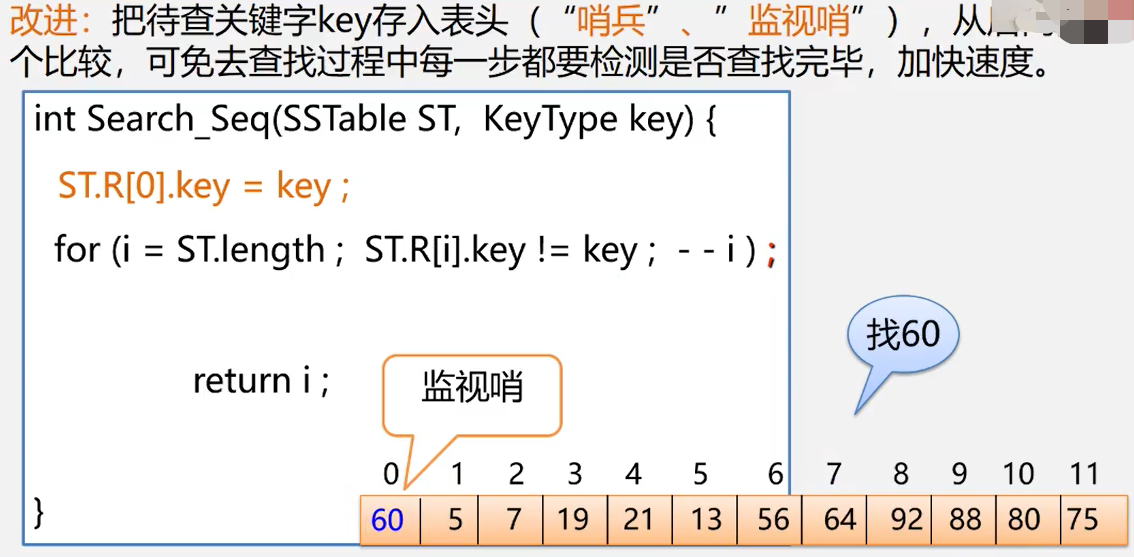 改进：把待查关键字key存入表头（“哨兵”、”监视哨”），从
个比较，可免去查找过程中每一步都要检测是否查找完毕，加快速度。
int Search_Seq(SSTable ST, KeyType key) {
ST.R[0].key = key ;
for (i = ST.length ; ST.R[i].key != key ; - - i ) ;
找60
return i ;
监视哨
0 1 2 3 4 5 6 7 8 9 10 11
60 5 7 19 21 13 56 64 92 88 80 75
}